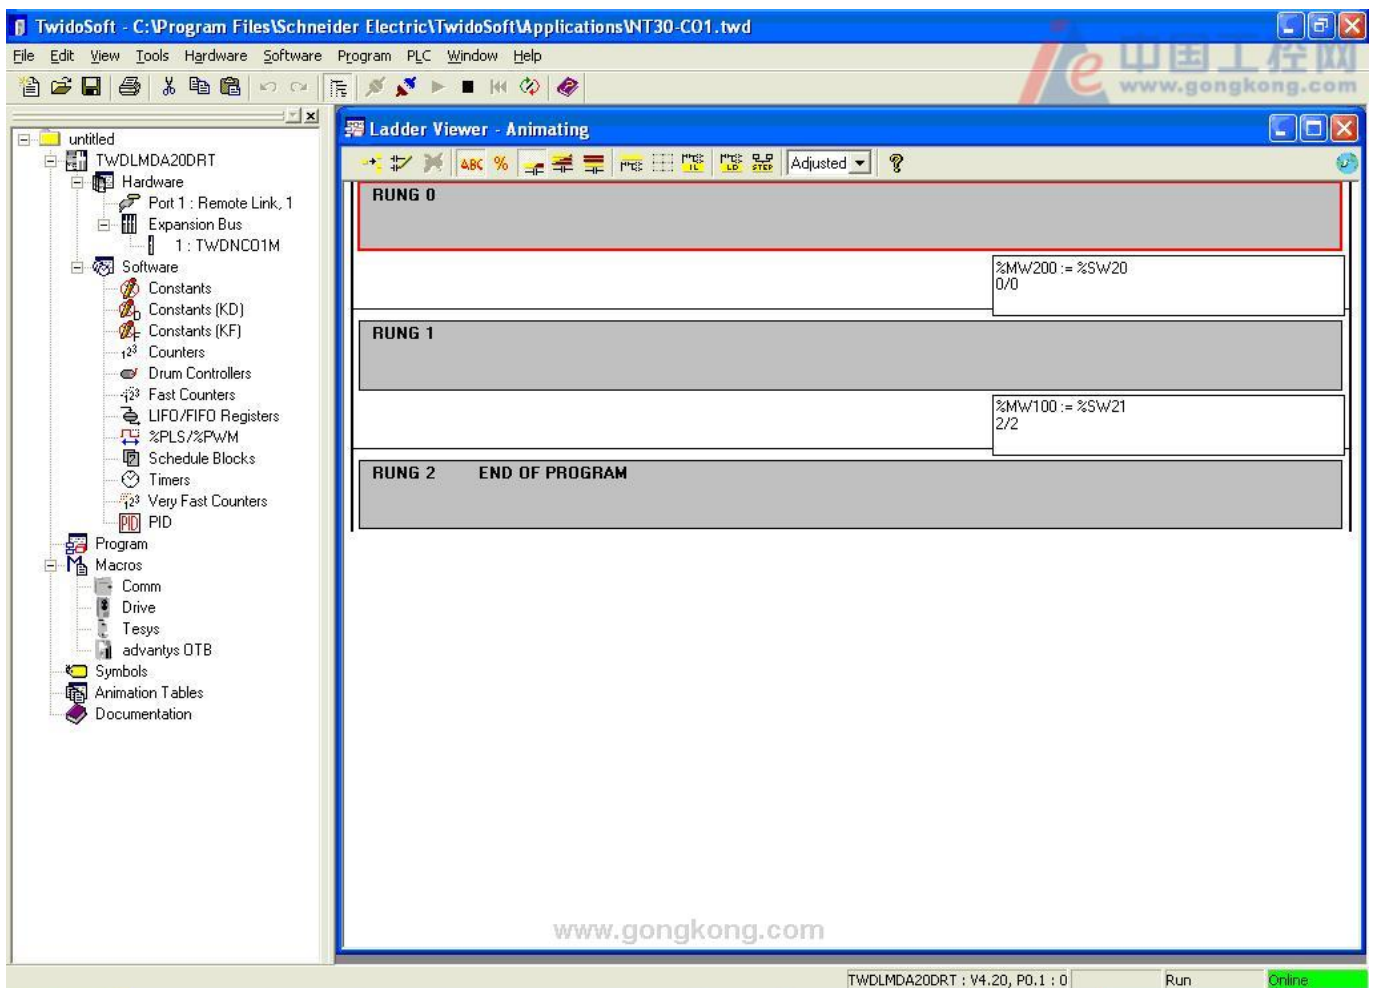 TwidoSoft - C:\Program Files\Schneider Electric\TwidoSoft\Applications\NT30-CO1.twd
File Edit View Tools Hardware Software Program PLC Window Help
中国工控网
www.gongkong.com
untitled
TWDLMDA20DRT
Hardware
Port 1 : Remote Link, 1
Expansion Bus
1 : TWDNCO1M
Software
Constants
Constants (KD)
Constants (KF)
Counters
Drum Controllers
Fast Counters
LIFO/FIFO Registers
%PLS/%PWM
Schedule Blocks
Timers
Very Fast Counters
PID PID
Program
Macros
Comm
Drive
Tesys
advantys OTB
Symbols
Animation Tables
Documentation
Ladder Viewer - Animating
ABC % Adjusted
RUNG 0
%MW200 := %SW20
0/0
RUNG 1
%MW100 := %SW21
2/2
RUNG 2 END OF PROGRAM
www.gongkong.com
TWDLMDA20DRT : V4.20, P0.1 : 0 Run Online